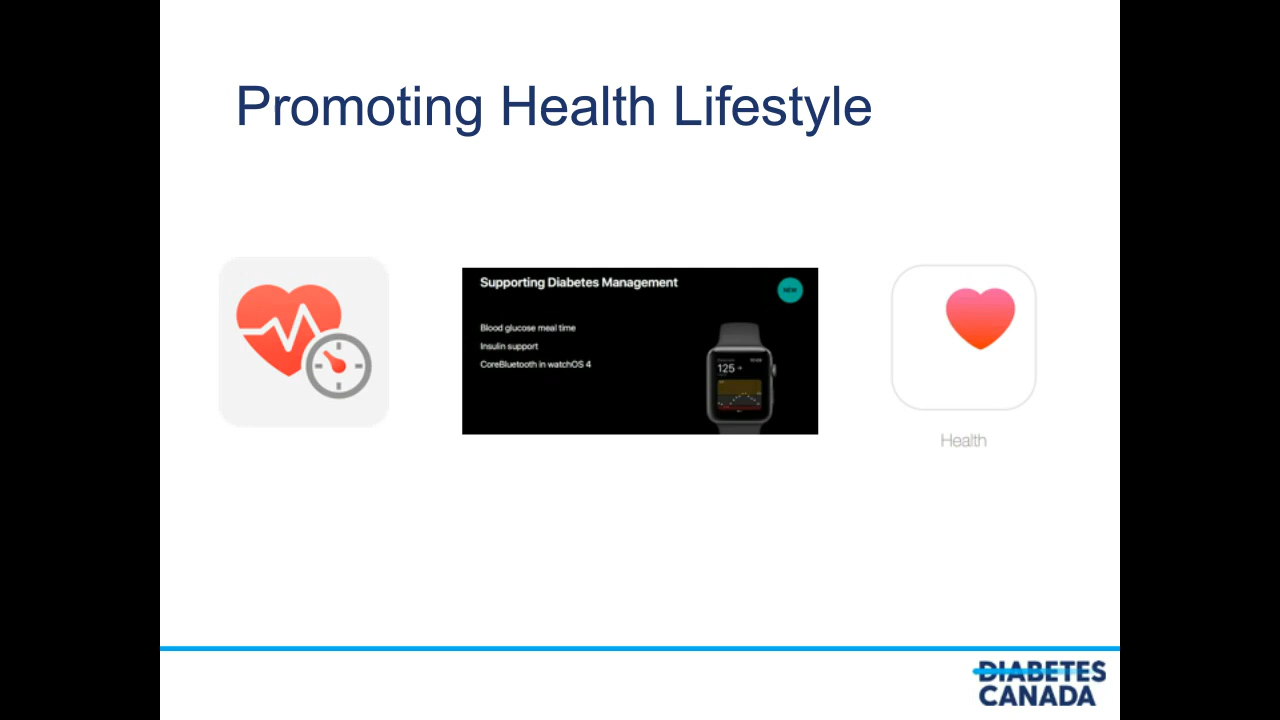 Promoting Health Lifestyle
Supporting Diabetes Management
NEW
Blood glucose meal time
Insulin support
CoreBluetooth in watchOS 4
125
Health
DIABETES
CANADA